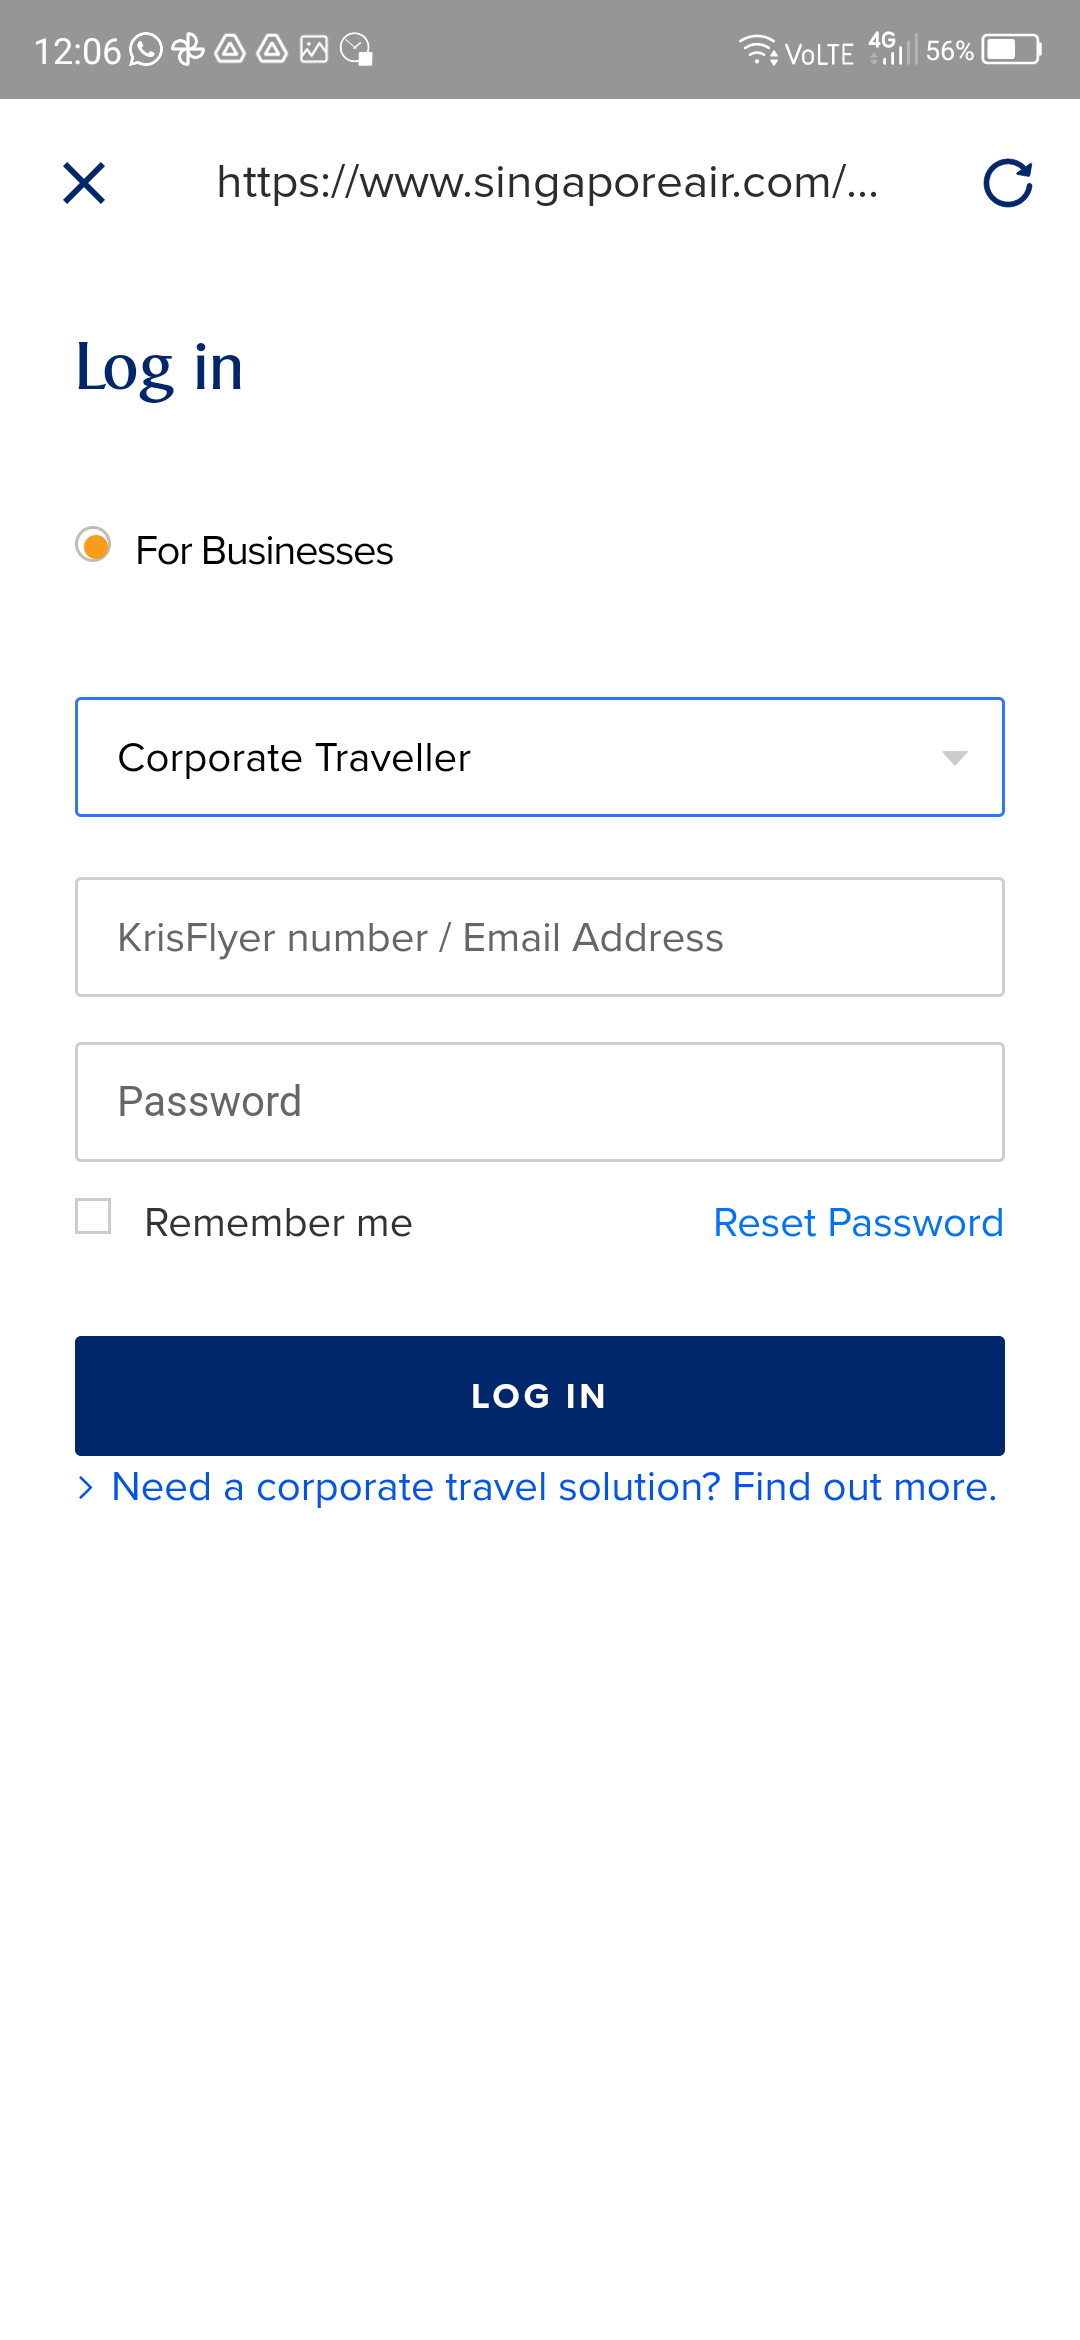 12:06 VoLTE 4G 56%
https://www.singaporeair.com/...
Log in
For Businesses
Corporate Traveller
KrisFlyer number / Email Address
Password
Remember me Reset Password
LOG IN
Need a corporate travel solution? Find out more.